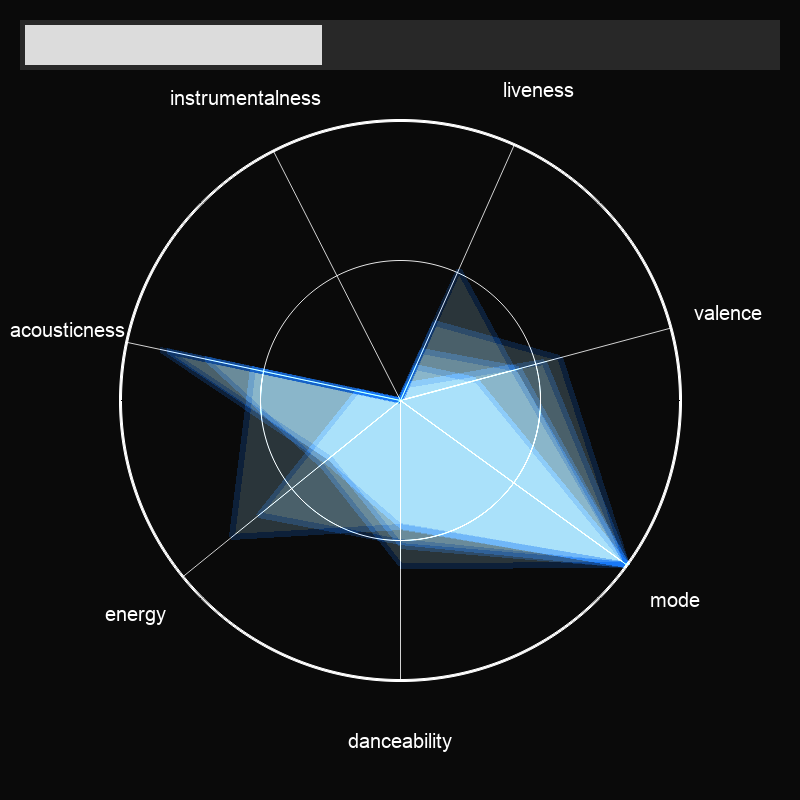 liveness
instrumentalness
valence
acousticness
mode
energy
danceability